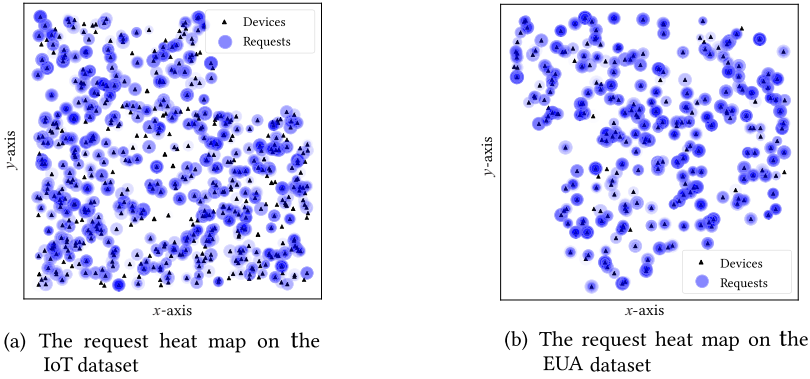 Devices
Requests
y-axis
x-axis
(a) The request heat map on the
IoT dataset
y-axis
Devices
Requests
x-axis
(b) The request heat map on the
EUA dataset